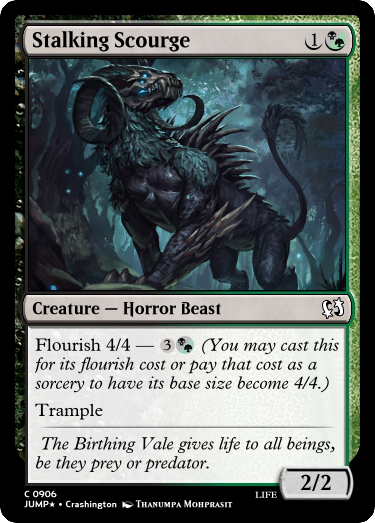 Stalking Scourge 1
Creature — Horror Beast
Flourish 4/4 — 3 (You may cast this
for its flourish cost or pay that cost as a
sorcery to have its base size become 4/4.)
Trample
The Birthing Vale gives life to all beings,
be they prey or predator.
2/2
C 0906 LIFE
JUMP★ • Crashington Thanumpa Mohprasit